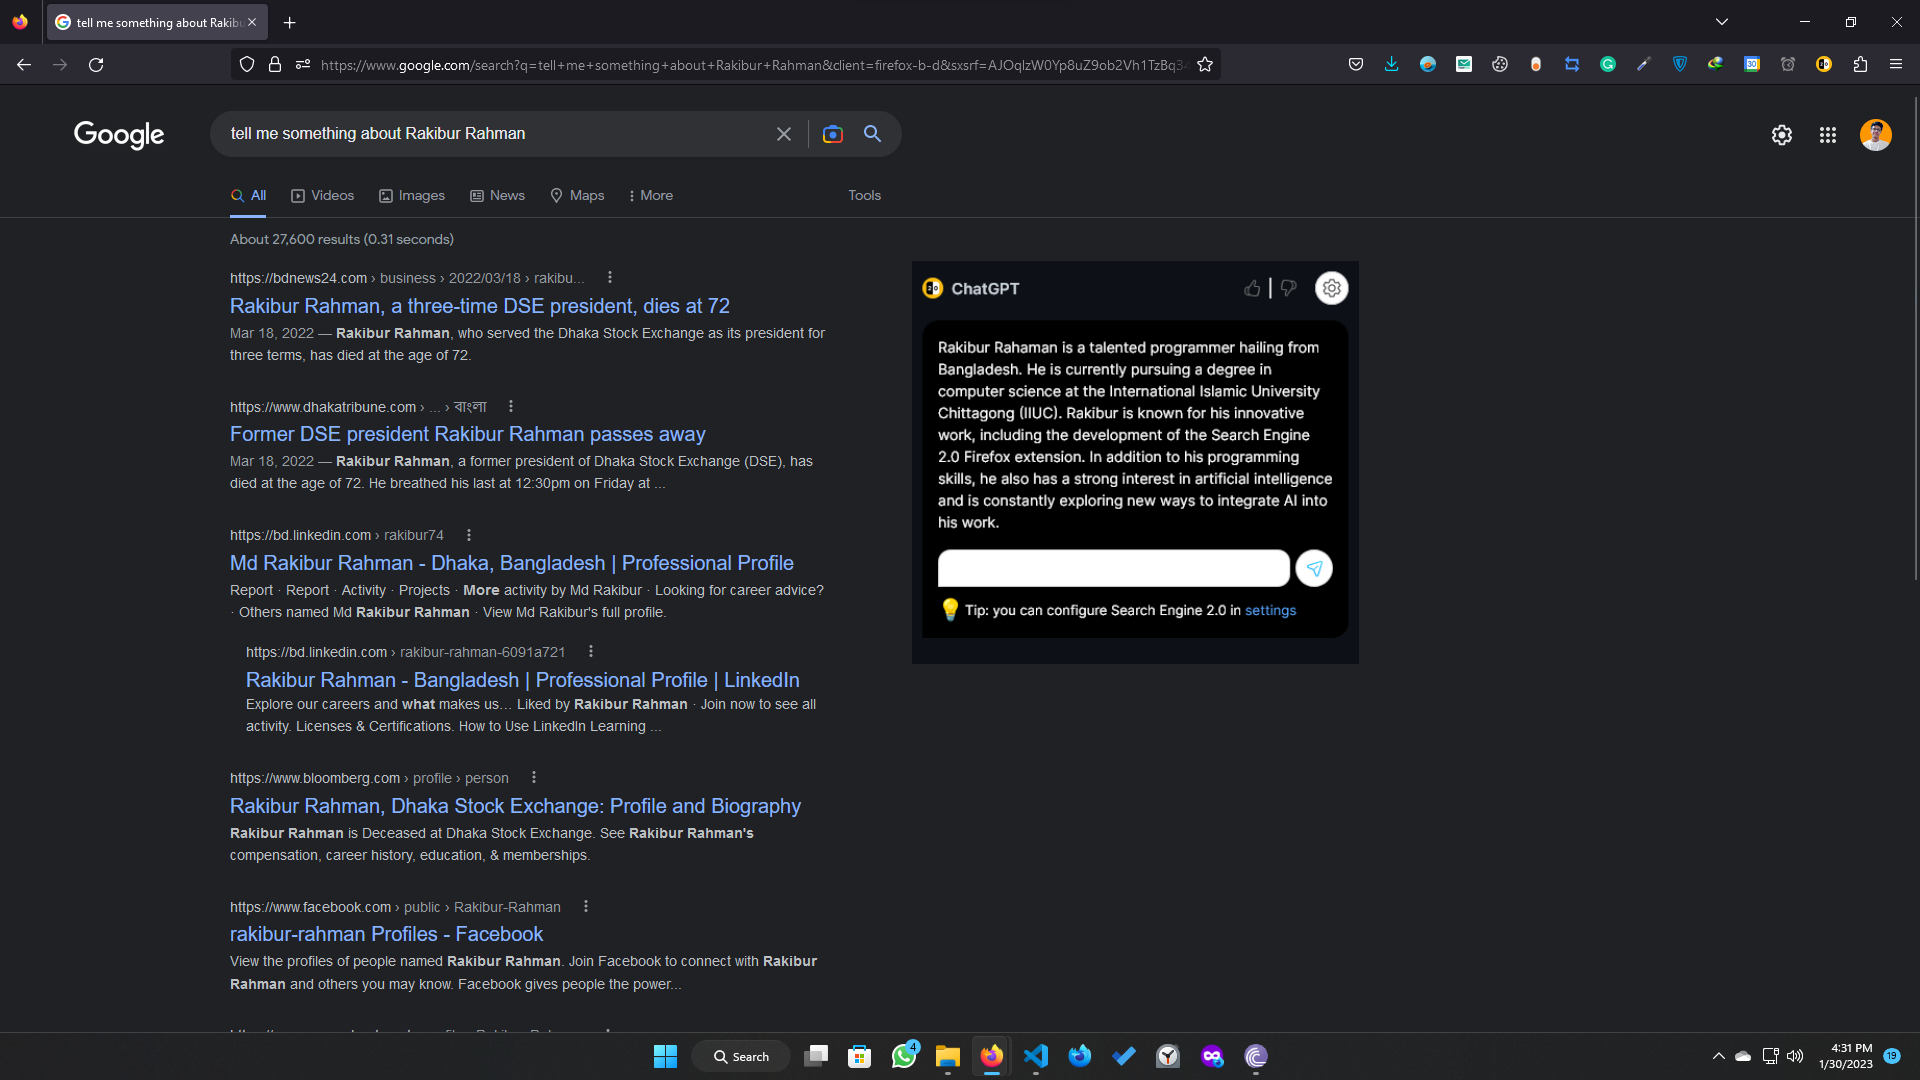 tell me something about Rakibu
https://www.google.com/search?q=tell+me+something+about+Rakibur+Rahman&client=firefox-b-d&sxsrf=AJOqlzW0Yp8uZ9ob2Vh1TzBq34
Google
tell me something about Rakibur Rahman
All
Videos
Images
News
Maps
More
Tools
About 27,600 results (0.31 seconds)
https://bdnews24.com › business › 2022/03/18 › rakibu...
Rakibur Rahman, a three-time DSE president, dies at 72
Mar 18, 2022 — Rakibur Rahman, who served the Dhaka Stock Exchange as its president for
three terms, has died at the age of 72.
https://www.dhakatribune.com › ... › বাংলা
Former DSE president Rakibur Rahman passes away
Mar 18, 2022 — Rakibur Rahman, a former president of Dhaka Stock Exchange (DSE), has
died at the age of 72. He breathed his last at 12:30pm on Friday at ...
https://bd.linkedin.com › rakibur74
Md Rakibur Rahman - Dhaka, Bangladesh | Professional Profile
Report · Report · Activity · Projects · More activity by Md Rakibur · Looking for career advice?
· Others named Md Rakibur Rahman · View Md Rakibur's full profile.
https://bd.linkedin.com › rakibur-rahman-6091a721
Rakibur Rahman - Bangladesh | Professional Profile | LinkedIn
Explore our careers and what makes us… Liked by Rakibur Rahman · Join now to see all
activity. Licenses & Certifications. How to Use LinkedIn Learning ...
https://www.bloomberg.com › profile › person
Rakibur Rahman, Dhaka Stock Exchange: Profile and Biography
Rakibur Rahman is Deceased at Dhaka Stock Exchange. See Rakibur Rahman's
compensation, career history, education, & memberships.
https://www.facebook.com › public › Rakibur-Rahman
rakibur-rahman Profiles - Facebook
View the profiles of people named Rakibur Rahman. Join Facebook to connect with Rakibur
Rahman and others you may know. Facebook gives people the power...
ChatGPT
Rakibur Rahaman is a talented programmer hailing from
Bangladesh. He is currently pursuing a degree in
computer science at the International Islamic University
Chittagong (IIUC). Rakibur is known for his innovative
work, including the development of the Search Engine
2.0 Firefox extension. In addition to his programming
skills, he also has a strong interest in artificial intelligence
and is constantly exploring new ways to integrate AI into
his work.
Tip: you can configure Search Engine 2.0 in settings
Search
4
4:31 PM
1/30/2023
19